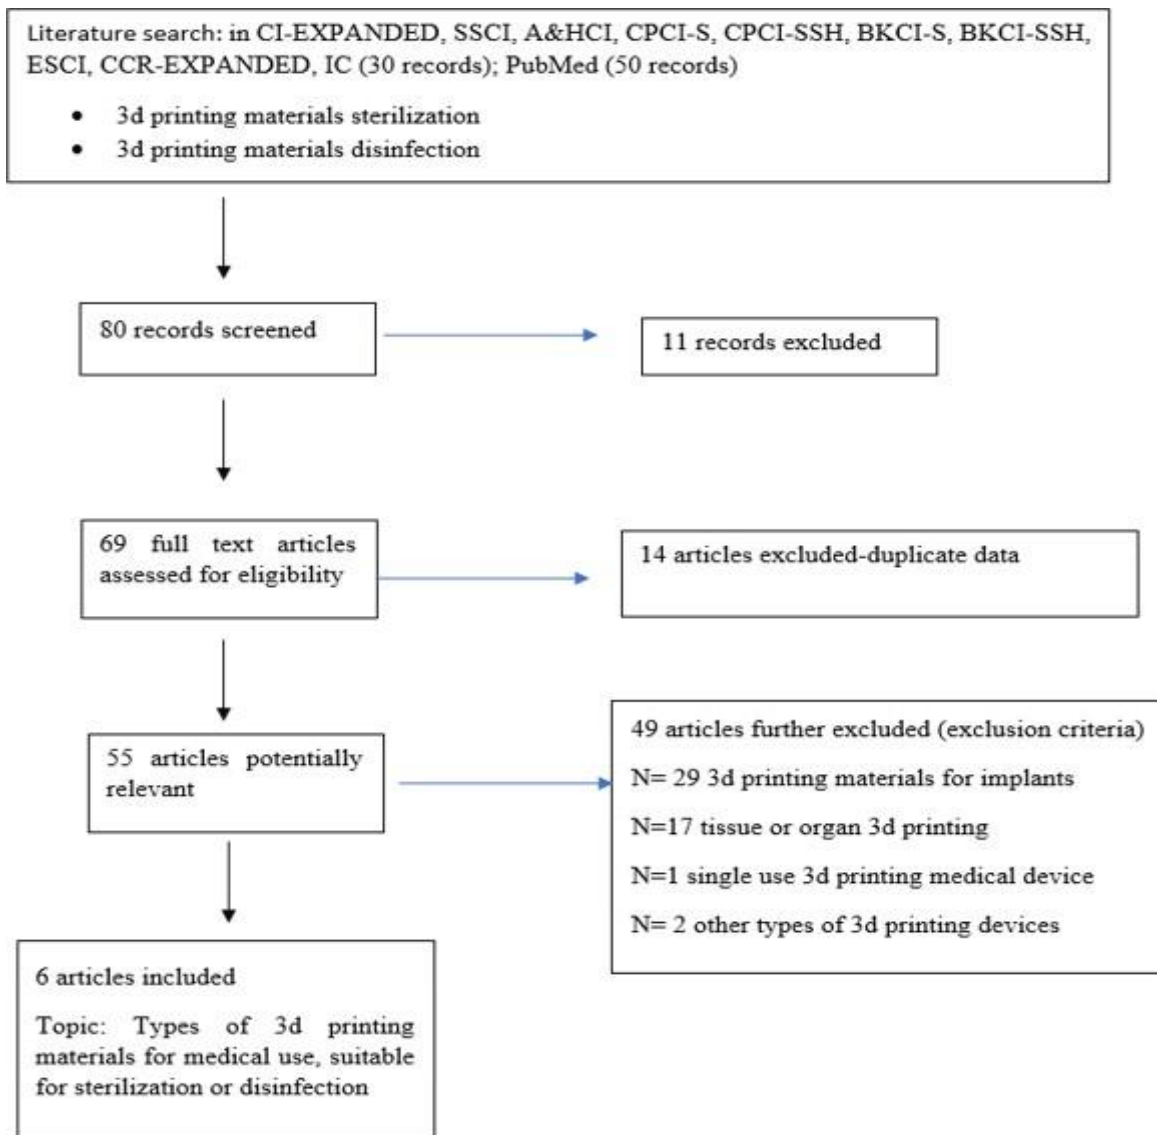 Literature search: in CI-EXPANDED, SSCI, A&HCI, CPCI-S, CPCI-SSH, BKCI-S, BKCI-SSH,
ESCI, CCR-EXPANDED, IC (30 records); PubMed (50 records)
• 3d printing materials sterilization
• 3d printing materials disinfection
80 records screened
11 records excluded
69 full text articles
assessed for eligibility
14 articles excluded-duplicate data
55 articles potentially
relevant
49 articles further excluded (exclusion criteria)
N= 29 3d printing materials for implants
N=17 tissue or organ 3d printing
N=1 single use 3d printing medical device
N= 2 other types of 3d printing devices
6 articles included
Topic: Types of 3d printing
materials for medical use, suitable
for sterilization or disinfection